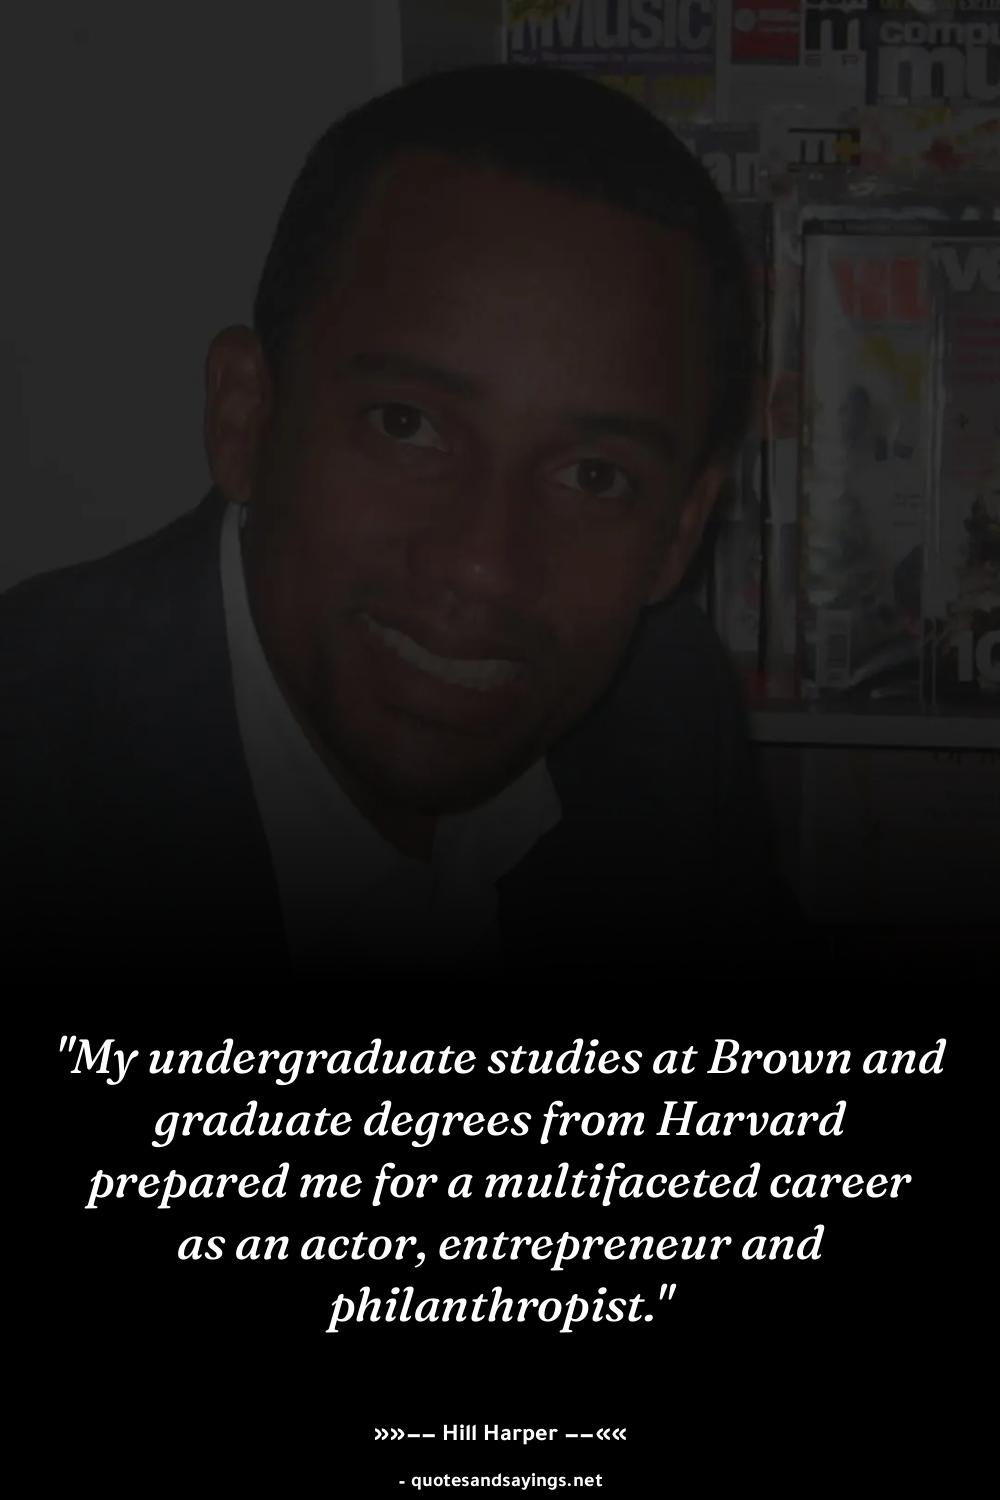 Music
"My undergraduate studies at Brown and
graduate degrees from Harvard
prepared me for a multifaceted career
as an actor, entrepreneur and
philanthropist."
»»−− Hill Harper −−««
- quotesandsayings.net